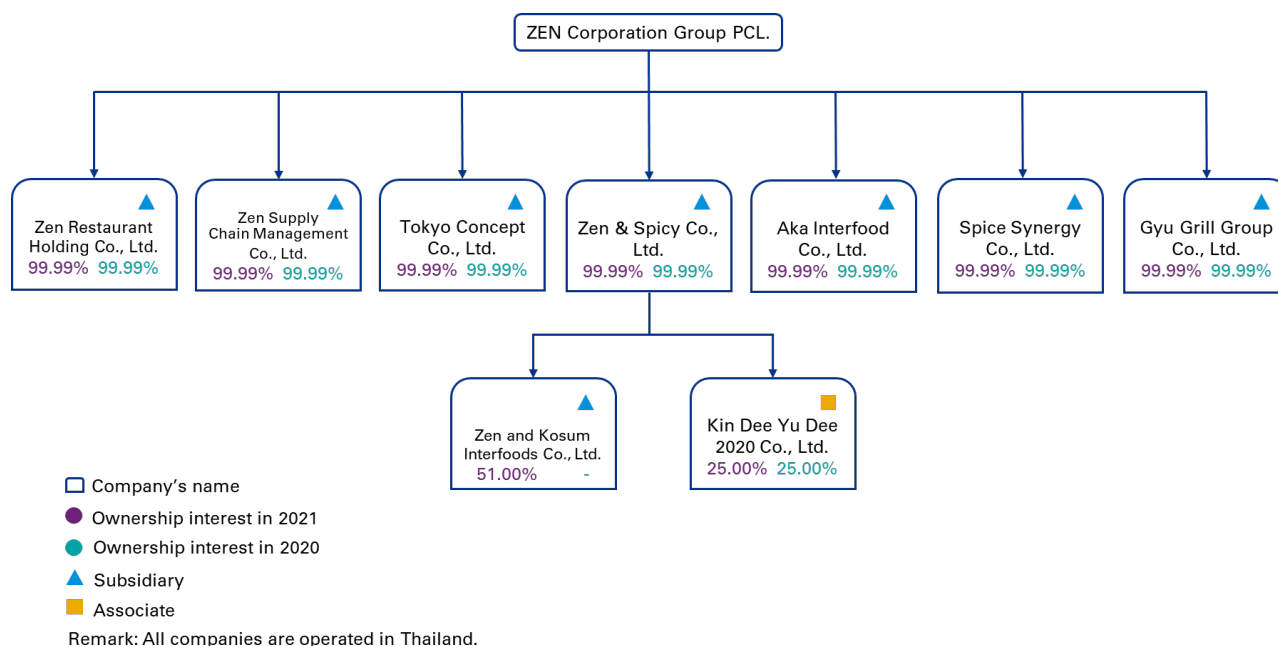 ZEN Corporation Group PCL.
Zen Restaurant
Holding Co., Ltd.
99.99% 99.99%
Zen Supply
Chain Management
Co., Ltd.
99.99% 99.99%
Tokyo Concept
Co., Ltd.
99.99% 99.99%
Zen & Spicy Co.,
Ltd.
99.99% 99.99%
Aka Interfood
Co., Ltd.
99.99% 99.99%
Spice Synergy
Co., Ltd.
99.99% 99.99%
Gyu Grill Group
Co., Ltd.
99.99% 99.99%
Zen and Kosum
Interfoods Co., Ltd.
51.00% -
Kin Dee Yu Dee
2020 Co., Ltd.
25.00% 25.00%
Company's name
Ownership interest in 2021
Ownership interest in 2020
Subsidiary
Associate
Remark: All companies are operated in Thailand.